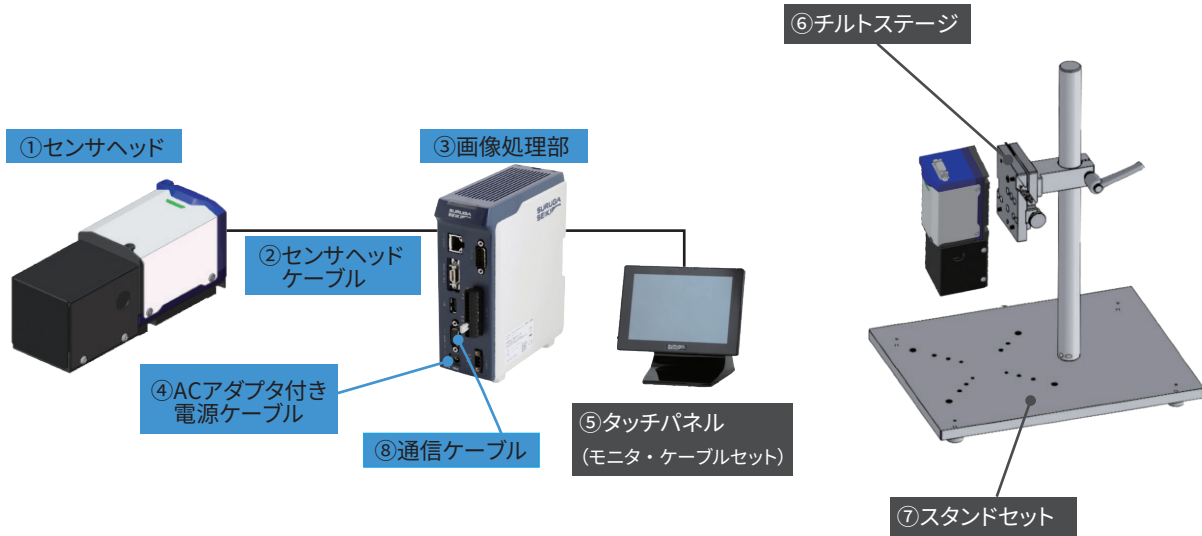 ⑥チルトステージ
①センサヘッド
③画像処理部
SURUGA
SEIKI
②センサヘッド
ケーブル
④ACアダプタ付き
電源ケーブル
⑧通信ケーブル
⑤タッチパネル
(モニタ・ケーブルセット)
⑦スタンドセット